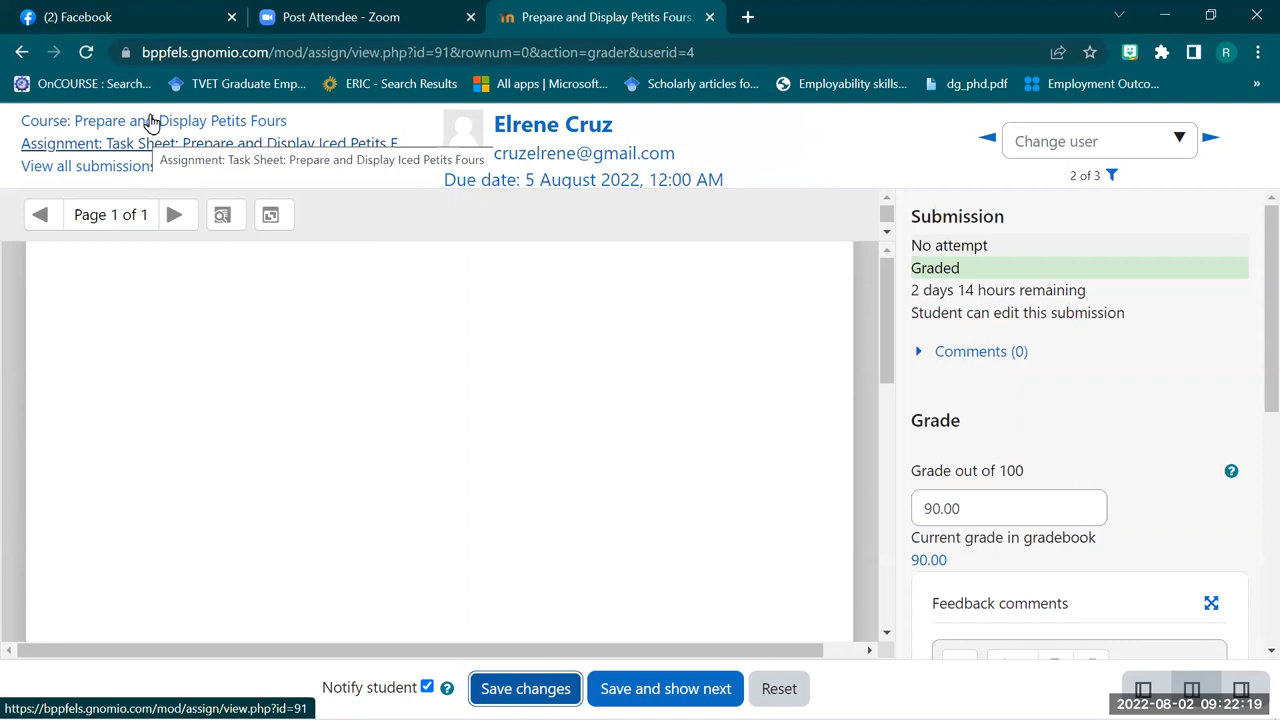 (2) Facebook
Post Attendee - Zoom
Prepare and Display Petits Fours:
bppfels.gnomio.com/mod/assign/view.php?id=91&rownum=0&action=grader&userid=4
R
OnCOURSE : Search...
TVET Graduate Emp...
ERIC - Search Results
All apps | Microsoft...
Scholarly articles fo...
Employability skills...
dg_phd.pdf
Employment Outco...
»
Course: Prepare and Display Petits Fours
Assignment: Task Sheet: Prepare and Display Iced Petits F
View all submissions
Assignment: Task Sheet: Prepare and Display Iced Petits Fours
Elrene Cruz
cruzelrene@gmail.com
Due date: 5 August 2022, 12:00 AM
Change user
2 of 3
Page 1 of 1
Submission
No attempt
Graded
2 days 14 hours remaining
Student can edit this submission
Comments (0)
Grade
Grade out of 100
90.00
Current grade in gradebook
90.00
Feedback comments
Notify student
Save changes
Save and show next
Reset
https://bppfels.gnomio.com/mod/assign/view.php?id=91
2022-08-02 09:22:19